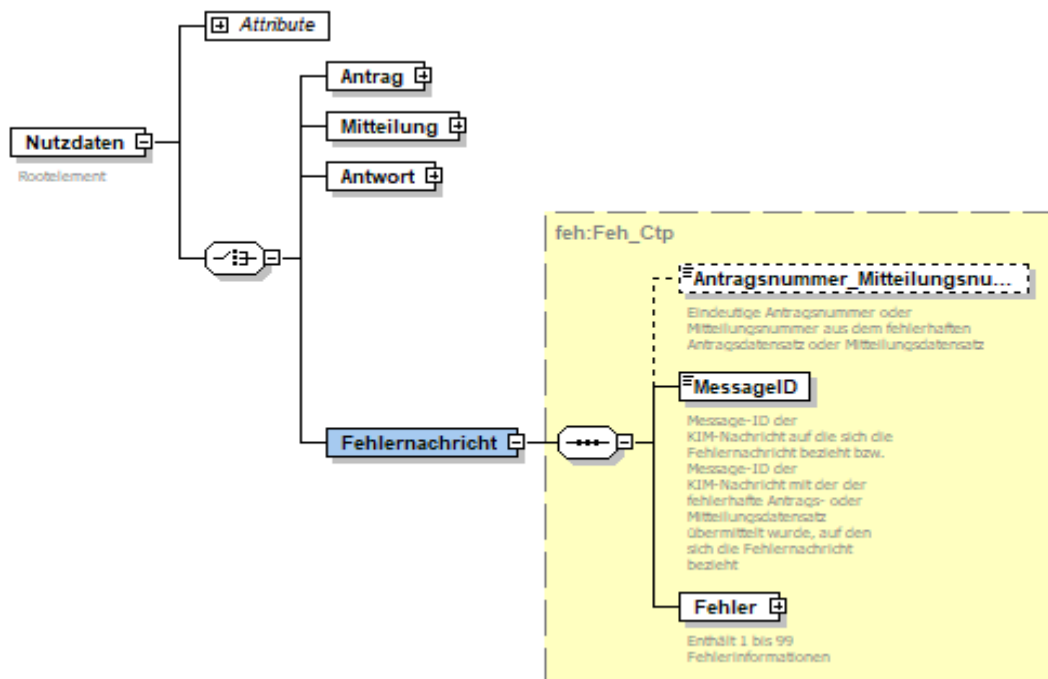 Attribute
Antrag
Mitteilung
Nutzdaten
Rootelement
Antwort
feh:Feh_Ctp
Antragsnummer_Mitteilungsnu...
Eindeutige Antragsnummer oder
Mitteilungsnummer aus dem fehlerhaften
Antragsdatensatz oder Mitteilungsdatensatz
MessageID
Message-ID der
KIM-Nachricht auf die sich die
Fehlernachricht bezieht bzw.
Message-ID der
KIM-Nachricht mit der der
fehlerhafte Antrags- oder
Mitteilungsdatensatz
übermittelt wurde, auf den
sich die Fehlernachricht
bezieht
Fehlernachricht
Fehler
Enthält 1 bis 99
Fehlerinformationen